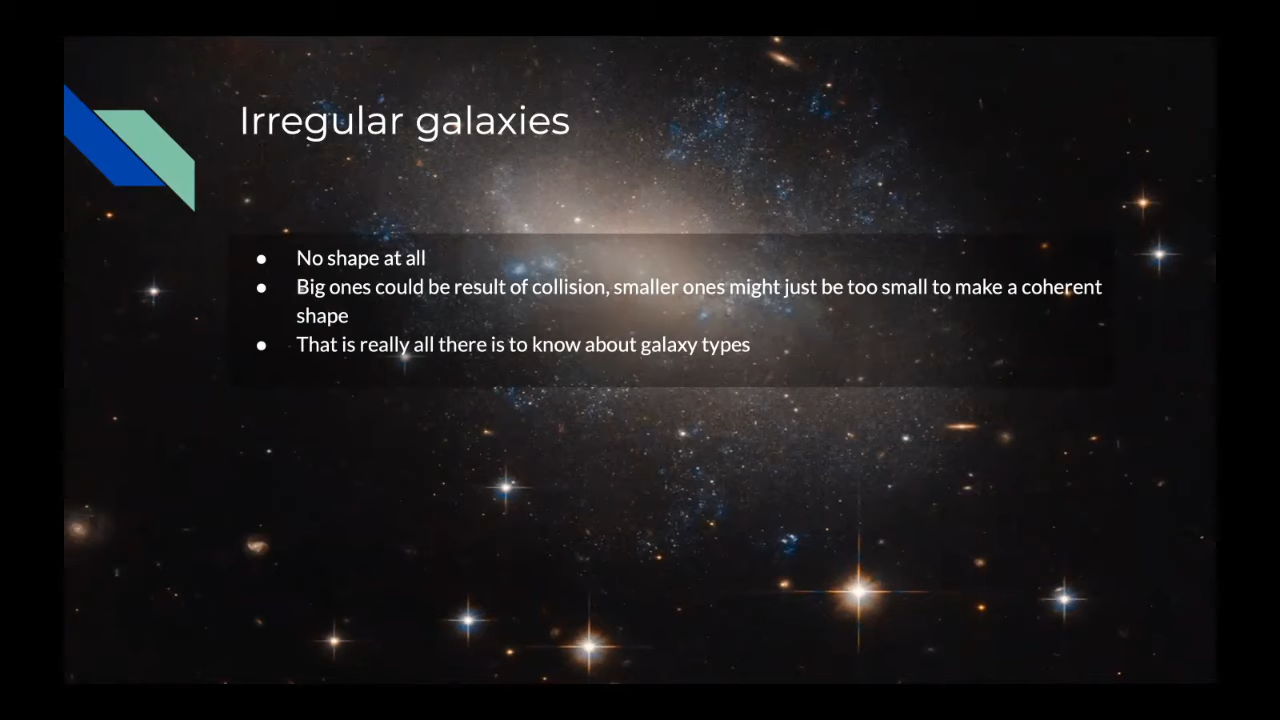 Irregular galaxies
● No shape at all
● Big ones could be result of collision, smaller ones might just be too small to make a coherent
shape
● That is really all there is to know about galaxy types